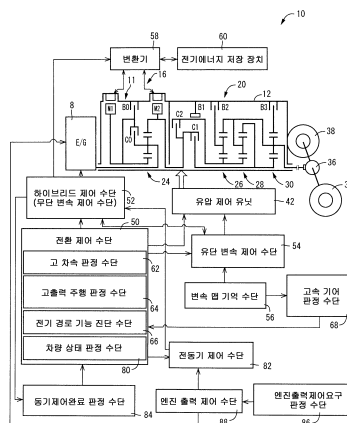 10
58
60
변환기
전기에너지 저장 장치
11
16
20
12
8
M1
B0
M2
C2
B1
B2
B3
C0
C1
E/G
38
36
24
26
28
30
하이브리드 제어 수단
(무단 변속 제어 수단)
52
유압 제어 유닛
42
50
전환 제어 수단
54
고 차속 판정 수단
62
유단 변속 제어 수단
고출력 주행 판정 수단
64
변속 맵 기억 수단
56
고속 기어
판정 수단
68
전기 경로 기능 진단 수단
66
차량 상태 판정 수단
80
전동기 제어 수단
82
동기제어완료 판정 수단
84
엔진 출력 제어 수단
88
엔진출력제어요구
판정 수단
86